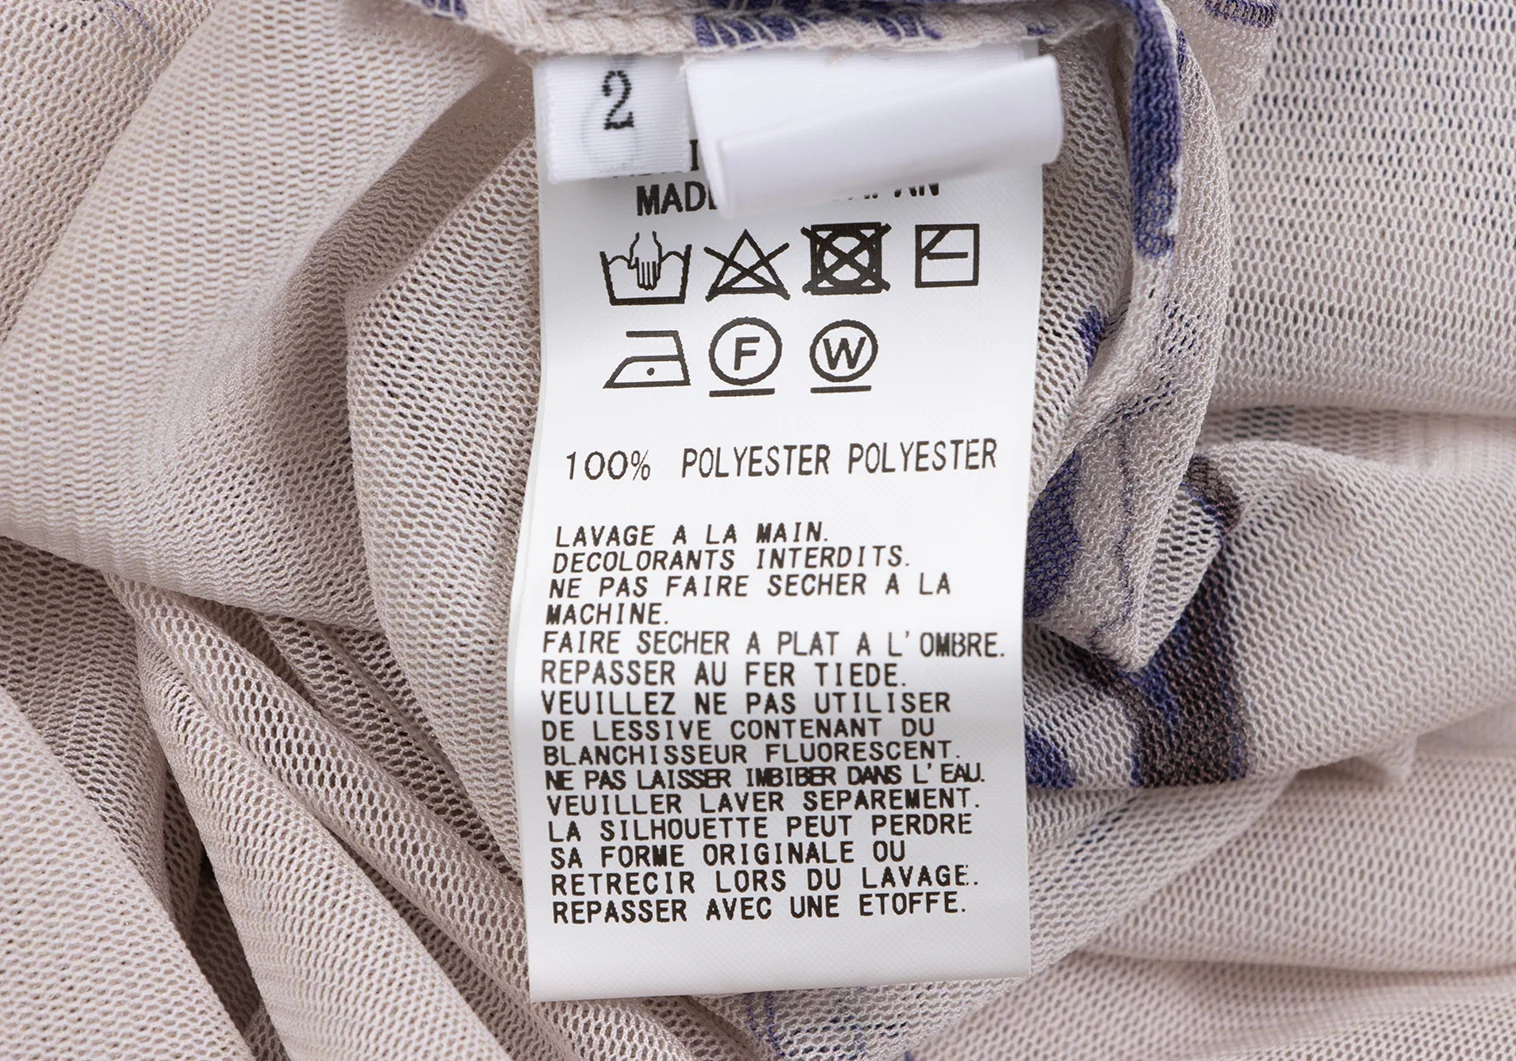 2
MADE JAPAN
F W
100% POLYESTER POLYESTER
LAVAGE A LA MAIN.
DECOLORANTS INTERDITS.
NE PAS FAIRE SECHER A LA
MACHINE.
FAIRE SECHER A PLAT A L'OMBRE.
REPASSER AU FER TIEDE.
VEUILLEZ NE PAS UTILISER
DE LESSIVE CONTENANT DU
BLANCHISSEUR FLUORESCENT.
NE PAS LAISSER IMBIBER DANS L'EAU.
VEUILLER LAVER SEPAREMENT.
LA SILHOUETTE PEUT PERDRE
SA FORME ORIGINALE OU
RETRECIR LORS DU LAVAGE.
REPASSER AVEC UNE ETOFFE.